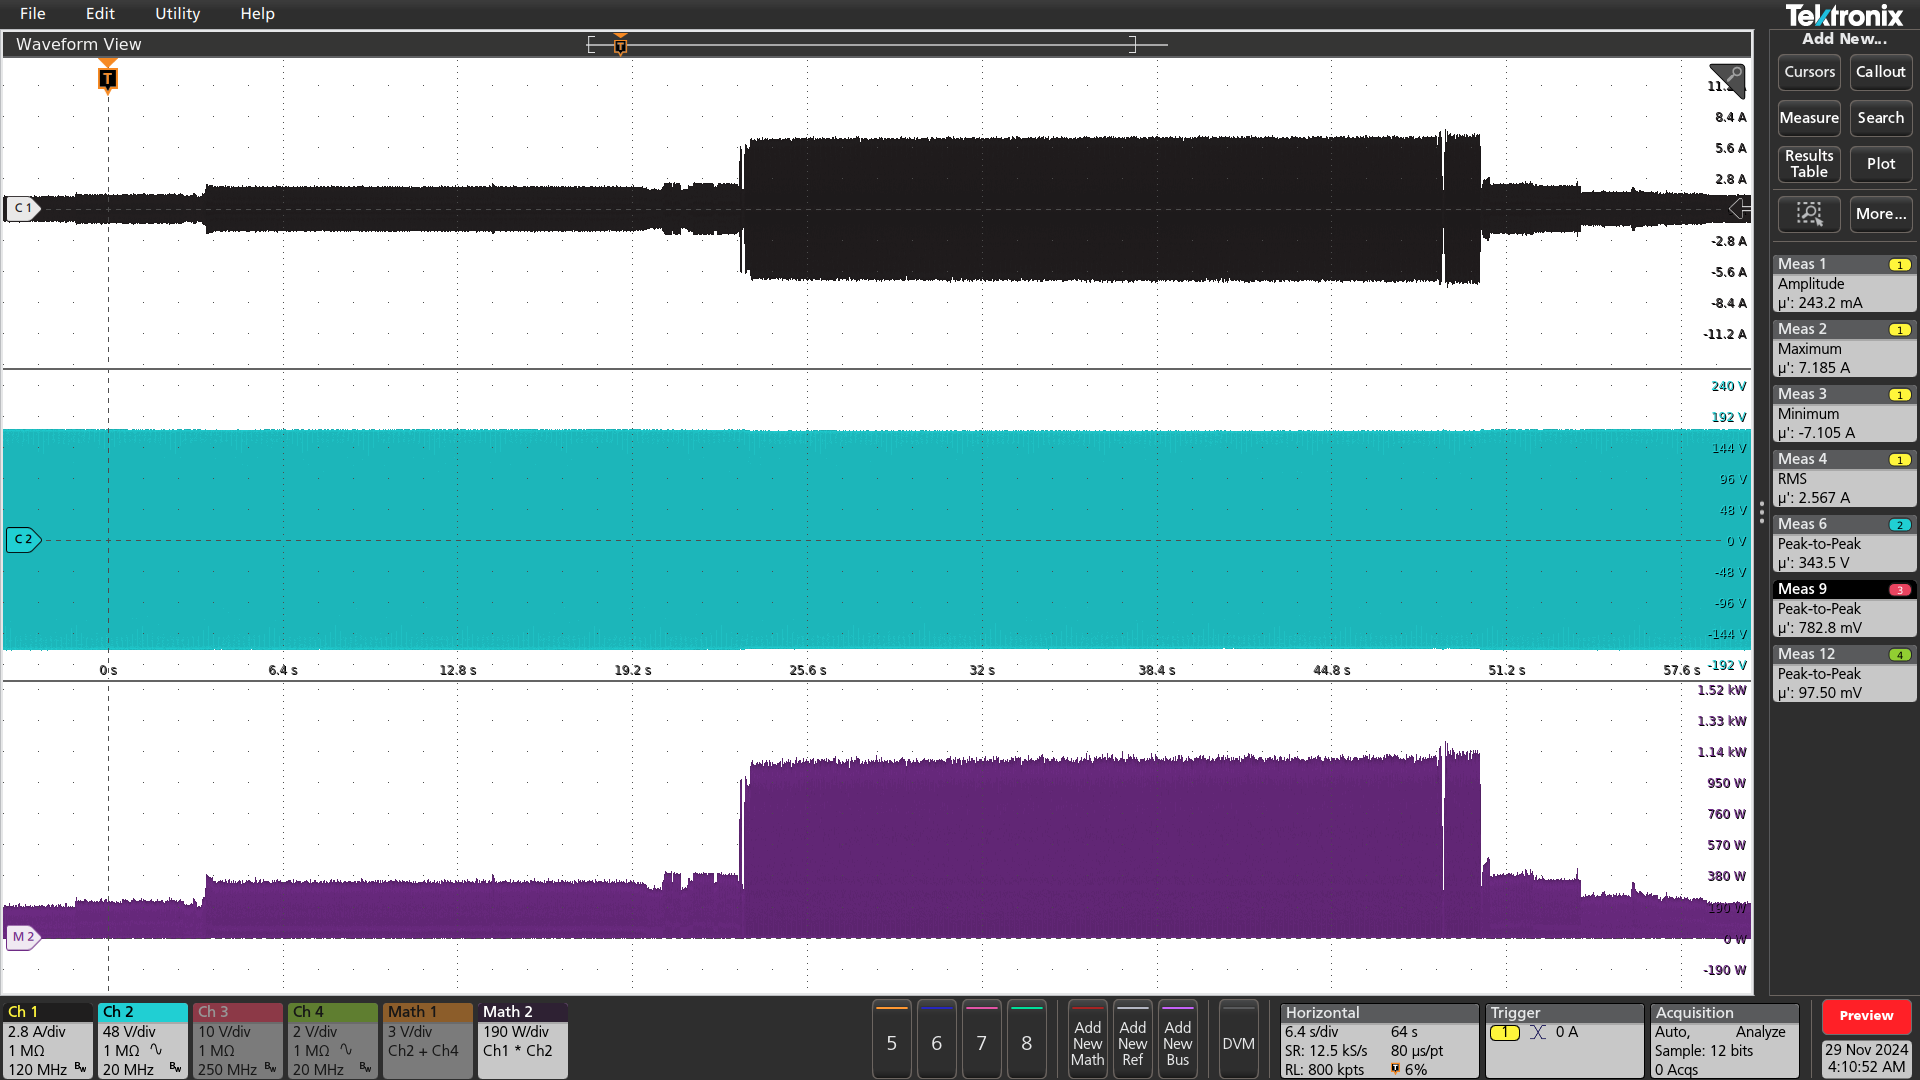 File Edit Utility Help
Tektronix
Waveform View
Add New...
T
T
Cursors Callout
Measure Search
Results Table Plot
More...
8.4 A
5.6 A
2.8 A
C 1
-2.8 A
-5.6 A
-8.4 A
-11.2 A
240 V
192 V
144 V
96 V
48 V
C 2
0 V
-48 V
-96 V
-144 V
-192 V
0 s 6.4 s 12.8 s 19.2 s 25.6 s 32 s 38.4 s 44.8 s 51.2 s 57.6 s
1.52 kW
1.33 kW
1.14 kW
950 W
760 W
570 W
380 W
190 W
M 2
0 W
-190 W
Meas 1 1
Amplitude
µ': 243.2 mA
Meas 2 1
Maximum
µ': 7.185 A
Meas 3 1
Minimum
µ': -7.105 A
Meas 4 1
RMS
µ': 2.567 A
Meas 6 2
Peak-to-Peak
µ': 343.5 V
Meas 9 3
Peak-to-Peak
µ': 782.8 mV
Meas 12 4
Peak-to-Peak
µ': 97.50 mV
Ch 1
2.8 A/div
1 MΩ
120 MHz Bw
Ch 2
48 V/div
1 MΩ
20 MHz Bw
Ch 3
10 V/div
1 MΩ
250 MHz Bw
Ch 4
2 V/div
1 MΩ
20 MHz Bw
Math 1
3 V/div
Ch2 + Ch4
Math 2
190 W/div
Ch1 * Ch2
5 6 7 8
Add New Math
Add New Ref
Add New Bus
DVM
Horizontal
6.4 s/div 64 s
SR: 12.5 kS/s 80 µs/pt
RL: 800 kpts T 6%
Trigger
1 0 A
Acquisition
Auto, Analyze
Sample: 12 bits
0 Acqs
Preview
29 Nov 2024
4:10:52 AM